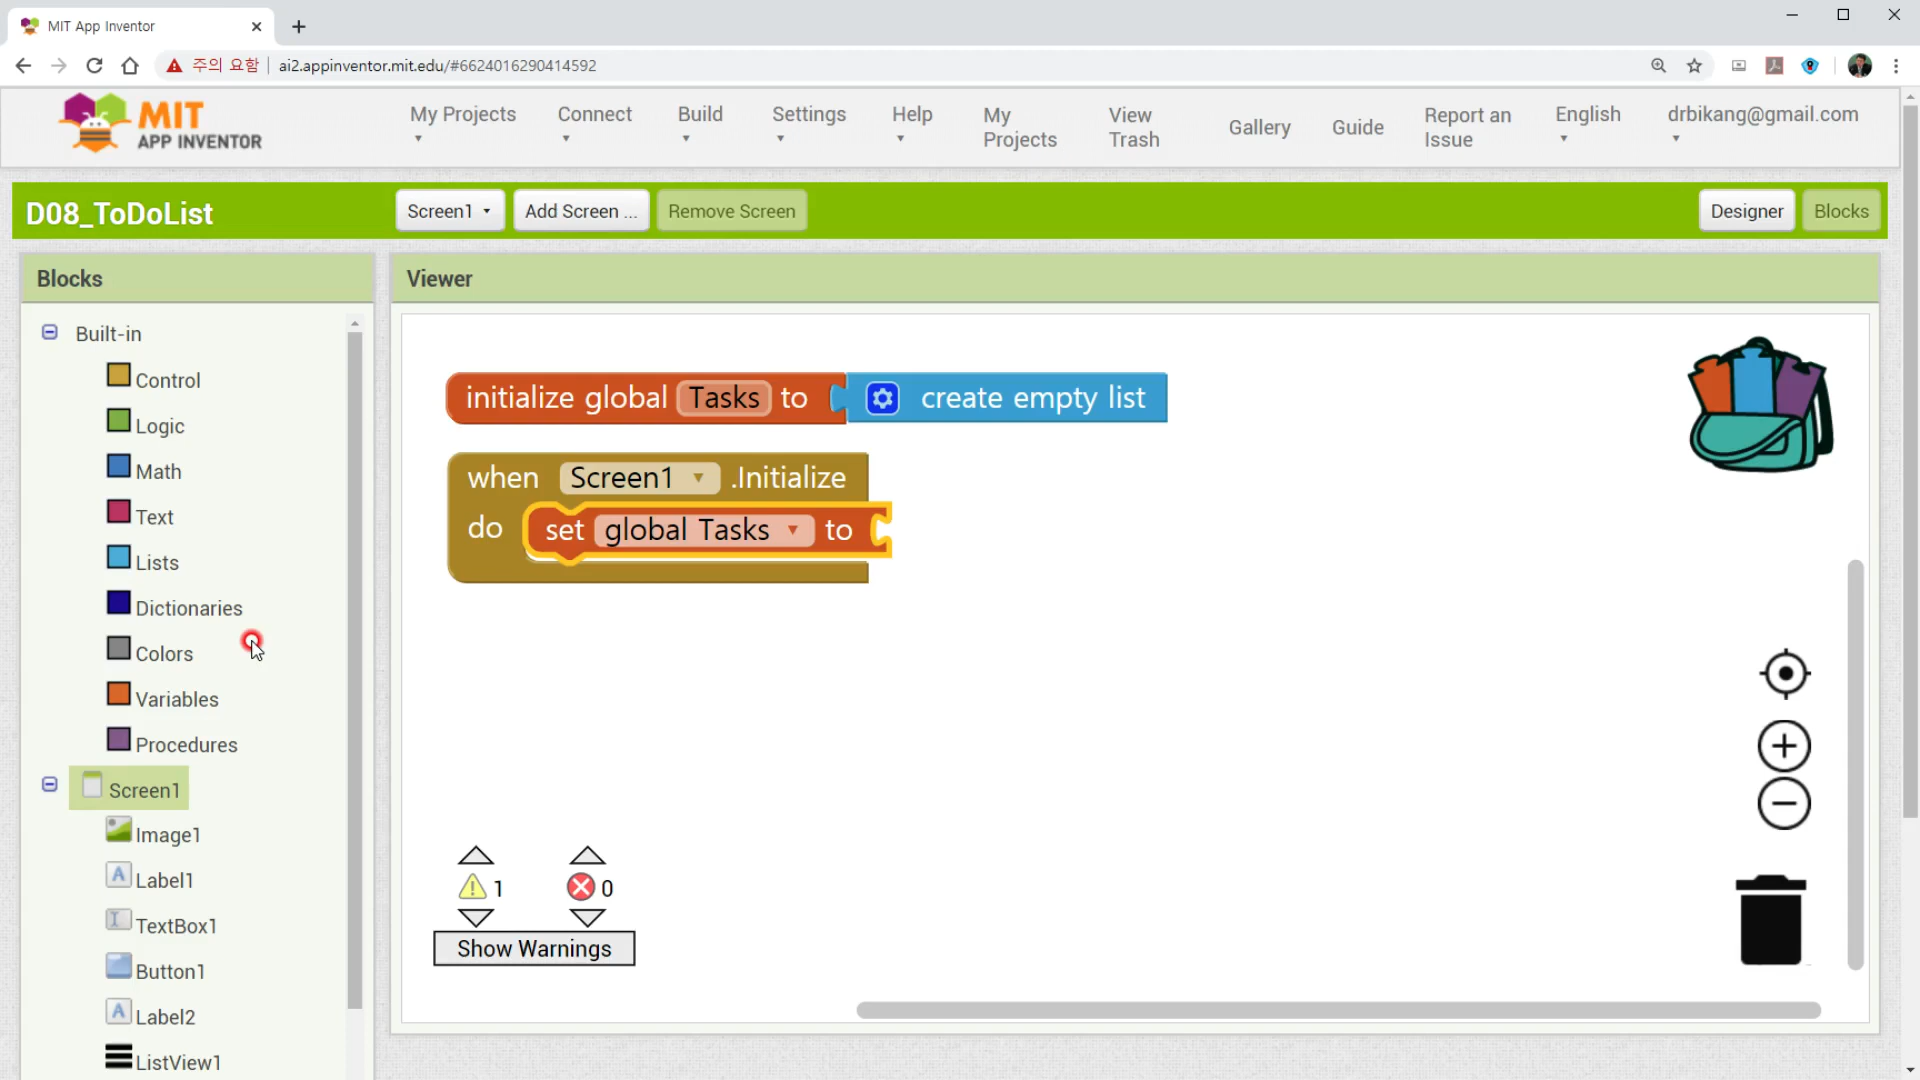 MIT App Inventor
주의 요함 ai2.appinventor.mit.edu/#6624016290414592
MIT
APP INVENTOR
My Projects
Connect
Build
Settings
Help
My
Projects
View
Trash
Gallery
Guide
Report an
Issue
English
drbikang@gmail.com
D08_ToDoList
Screen1
Add Screen ...
Remove Screen
Designer
Blocks
Blocks
Viewer
Built-in
Control
Logic
Math
Text
Lists
Dictionaries
Colors
Variables
Procedures
Screen1
Image1
Label1
TextBox1
Button1
Label2
ListView1
initialize global Tasks to create empty list
when Screen1 .Initialize
do set global Tasks to
1 0
Show Warnings